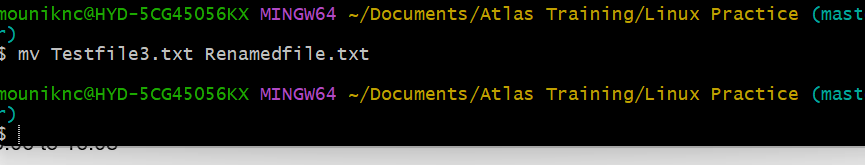 mouniknc@HYD-5CG45056KX MINGW64 ~/Documents/Atlas Training/Linux Practice (mast
r)
$ mv Testfile3.txt Renamedfile.txt
mouniknc@HYD-5CG45056KX MINGW64 ~/Documents/Atlas Training/Linux Practice (mast
r)
$